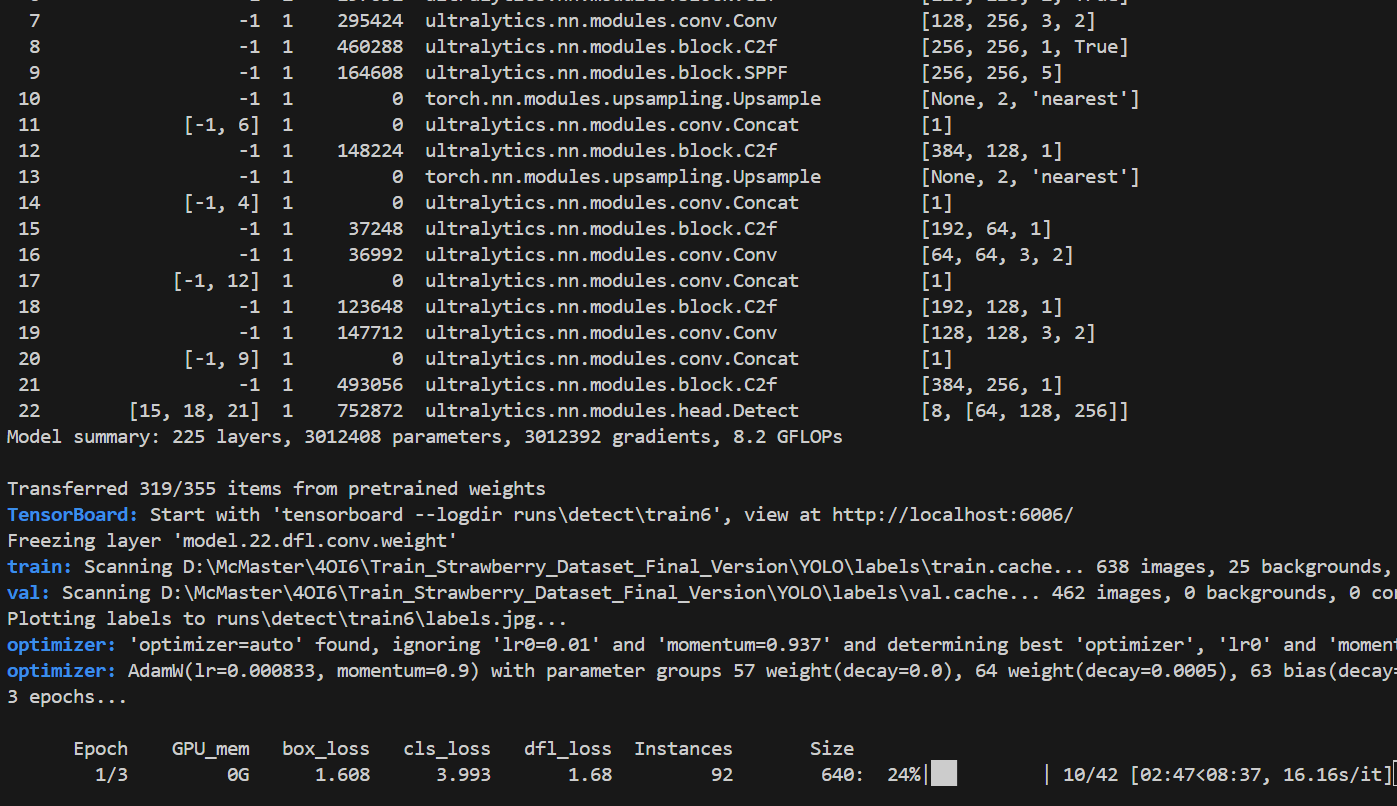 7 -1 1 295424 ultralytics.nn.modules.conv.Conv [128, 256, 3, 2]
8 -1 1 460288 ultralytics.nn.modules.block.C2f [256, 256, 1, True]
9 -1 1 164608 ultralytics.nn.modules.block.SPPF [256, 256, 5]
10 -1 1 0 torch.nn.modules.upsampling.Upsample [None, 2, 'nearest']
11 [-1, 6] 1 0 ultralytics.nn.modules.conv.Concat [1]
12 -1 1 148224 ultralytics.nn.modules.block.C2f [384, 128, 1]
13 -1 1 0 torch.nn.modules.upsampling.Upsample [None, 2, 'nearest']
14 [-1, 4] 1 0 ultralytics.nn.modules.conv.Concat [1]
15 -1 1 37248 ultralytics.nn.modules.block.C2f [192, 64, 1]
16 -1 1 36992 ultralytics.nn.modules.conv.Conv [64, 64, 3, 2]
17 [-1, 12] 1 0 ultralytics.nn.modules.conv.Concat [1]
18 -1 1 123648 ultralytics.nn.modules.block.C2f [192, 128, 1]
19 -1 1 147712 ultralytics.nn.modules.conv.Conv [128, 128, 3, 2]
20 [-1, 9] 1 0 ultralytics.nn.modules.conv.Concat [1]
21 -1 1 493056 ultralytics.nn.modules.block.C2f [384, 256, 1]
22 [15, 18, 21] 1 752872 ultralytics.nn.modules.head.Detect [8, [64, 128, 256]]
Model summary: 225 layers, 3012408 parameters, 3012392 gradients, 8.2 GFLOPs
Transferred 319/355 items from pretrained weights
TensorBoard: Start with 'tensorboard --logdir runs\detect\train6', view at http://localhost:6006/
Freezing layer 'model.22.dfl.conv.weight'
train: Scanning D:\McMaster\4OI6\Train_Strawberry_Dataset_Final_Version\YOLO\labels\train.cache... 638 images, 25 backgrounds,
val: Scanning D:\McMaster\4OI6\Train_Strawberry_Dataset_Final_Version\YOLO\labels\val.cache... 462 images, 0 backgrounds, 0 co
Plotting labels to runs\detect\train6\labels.jpg...
optimizer: 'optimizer=auto' found, ignoring 'lr0=0.01' and 'momentum=0.937' and determining best 'optimizer', 'lr0' and 'momen
optimizer: AdamW(lr=0.000833, momentum=0.9) with parameter groups 57 weight(decay=0.0), 64 weight(decay=0.0005), 63 bias(decay=
3 epochs...
Epoch GPU_mem box_loss cls_loss dfl_loss Instances Size
1/3 0G 1.608 3.993 1.68 92 640: 24%| | 10/42 [02:47<08:37, 16.16s/it]